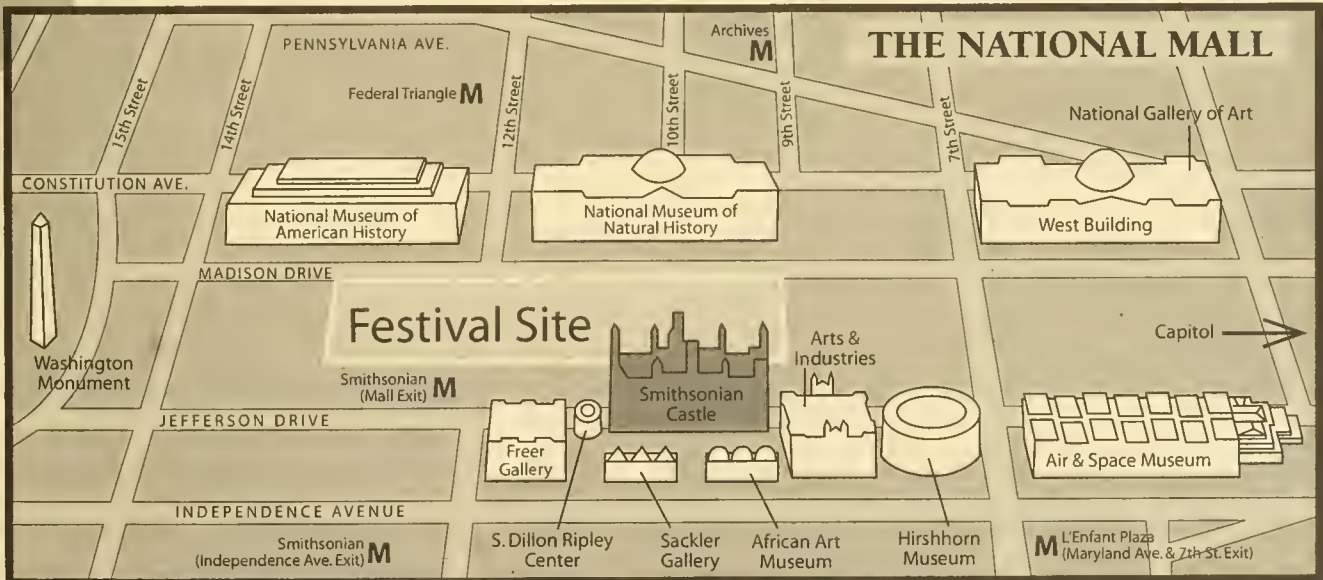 THE NATIONAL MALL
PENNSYLVANIA AVE.
Archives
M
Federal Triangle M
15th Street
14th Street
12th Street
10th Street
9th Street
7th Street
National Gallery of Art
CONSTITUTION AVE.
National Museum of
American History
National Museum of
Natural History
West Building
MADISON DRIVE
Festival Site
Washington
Monument
Smithsonian
(Mall Exit) M
Smithsonian
Castle
Arts &
Industries
Capitol
JEFFERSON DRIVE
Freer
Gallery
Air & Space Museum
INDEPENDENCE AVENUE
Smithsonian
(Independence Ave. Exit) M
S. Dillon Ripley
Center
Sackler
Gallery
African Art
Museum
Hirshhorn
Museum
M L'Enfant Plaza
(Maryland Ave. & 7th St. Exit)